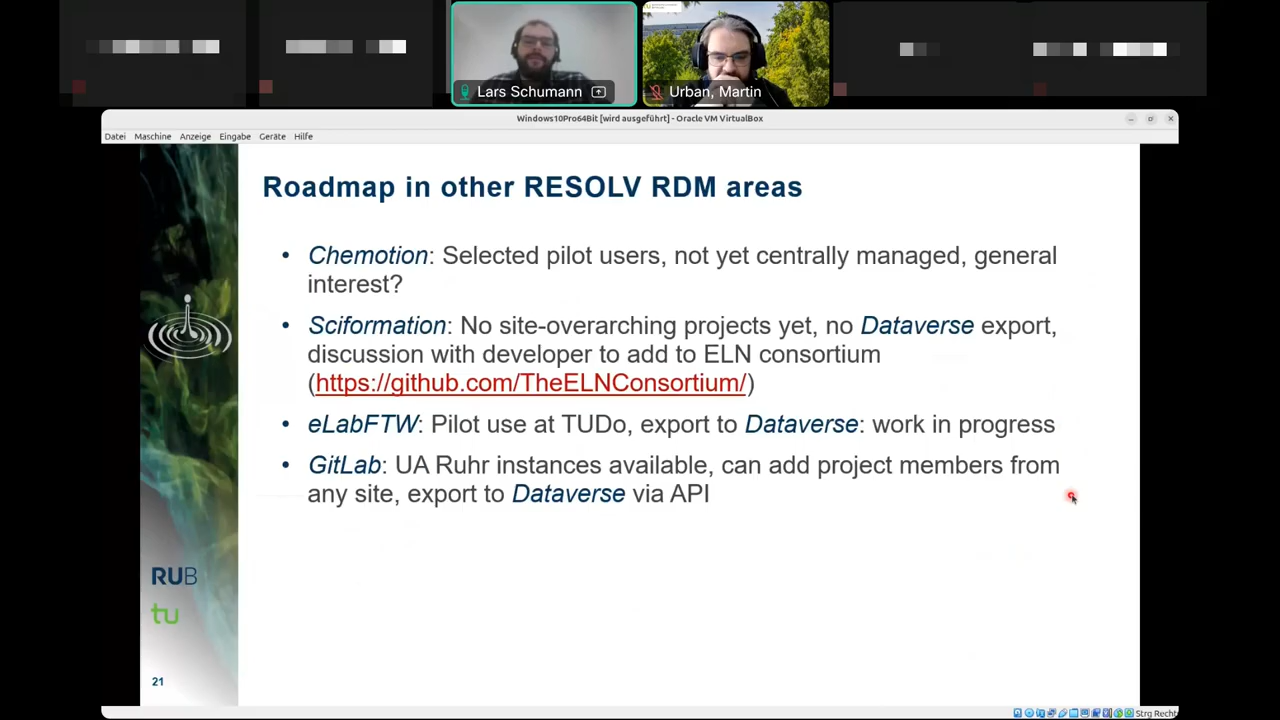 Lars Schumann
Urban, Martin
Windows10Pro64Bit [wird ausgeführt] - Oracle VM VirtualBox
Datei Maschine Anzeige Eingabe Geräte Hilfe
Roadmap in other RESOLV RDM areas
• Chemotion: Selected pilot users, not yet centrally managed, general
interest?
• Sciformation: No site-overarching projects yet, no Dataverse export,
discussion with developer to add to ELN consortium
(https://github.com/TheELNConsortium/)
• eLabFTW: Pilot use at TUDo, export to Dataverse: work in progress
• GitLab: UA Ruhr instances available, can add project members from
any site, export to Dataverse via API
RUB
tu
21
Strg Recht